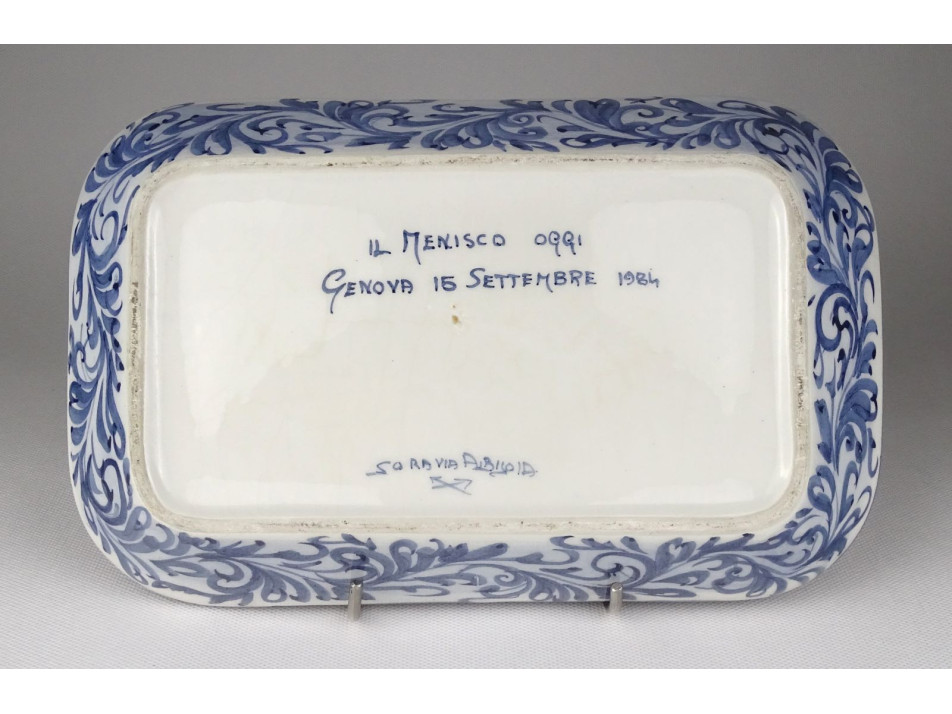 IL MENISCO OGGI
GENOVA 15 SETTEMBRE 1984
SORAVIA ALBISOLA